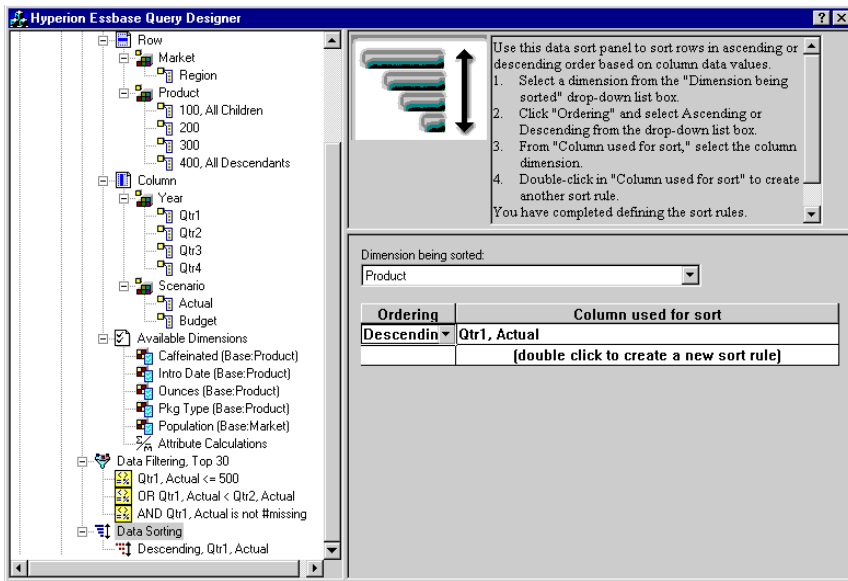 Hyperion Essbase Query Designer
Row
Market
Region
Product
100, All Children
200
300
400, All Descendants
Column
Year
Qtr1
Qtr2
Qtr3
Qtr4
Scenario
Actual
Budget
Available Dimensions
Caffeinated (Base:Product)
Intro Date (Base:Product)
Ounces (Base:Product)
Pkg Type (Base:Product)
Population (Base:Market)
Attribute Calculations
Data Filtering, Top 30
Qtr1, Actual <= 500
OR Qtr1, Actual < Qtr2, Actual
AND Qtr1, Actual is not #missing
Data Sorting
Descending, Qtr1, Actual
Use this data sort panel to sort rows in ascending or
descending order based on column data values.
1. Select a dimension from the "Dimension being
sorted" drop-down list box.
2. Click "Ordering" and select Ascending or
Descending from the drop-down list box.
3. From "Column used for sort," select the column
dimension.
4. Double-click in "Column used for sort" to create
another sort rule.
You have completed defining the sort rules.
Dimension being sorted:
Product
Ordering Column used for sort
Descendin Qtr1, Actual
(double click to create a new sort rule)